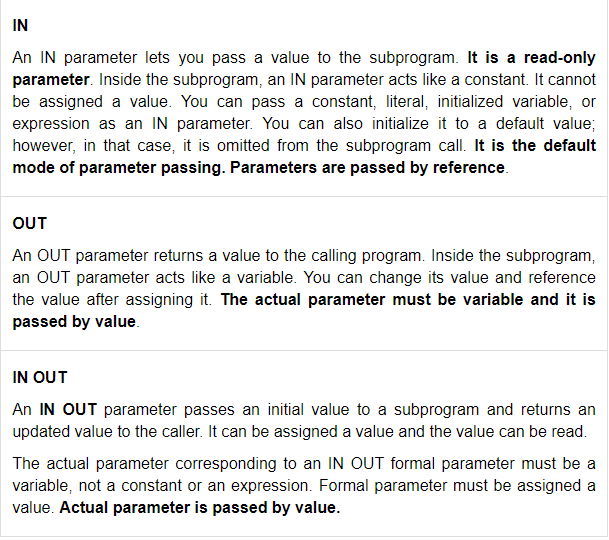 IN
An IN parameter lets you pass a value to the subprogram. It is a read-only
parameter. Inside the subprogram, an IN parameter acts like a constant. It cannot
be assigned a value. You can pass a constant, literal, initialized variable, or
expression as an IN parameter. You can also initialize it to a default value;
however, in that case, it is omitted from the subprogram call. It is the default
mode of parameter passing. Parameters are passed by reference.
OUT
An OUT parameter returns a value to the calling program. Inside the subprogram,
an OUT parameter acts like a variable. You can change its value and reference
the value after assigning it. The actual parameter must be variable and it is
passed by value.
IN OUT
An IN OUT parameter passes an initial value to a subprogram and returns an
updated value to the caller. It can be assigned a value and the value can be read.
The actual parameter corresponding to an IN OUT formal parameter must be a
variable, not a constant or an expression. Formal parameter must be assigned a
value. Actual parameter is passed by value.